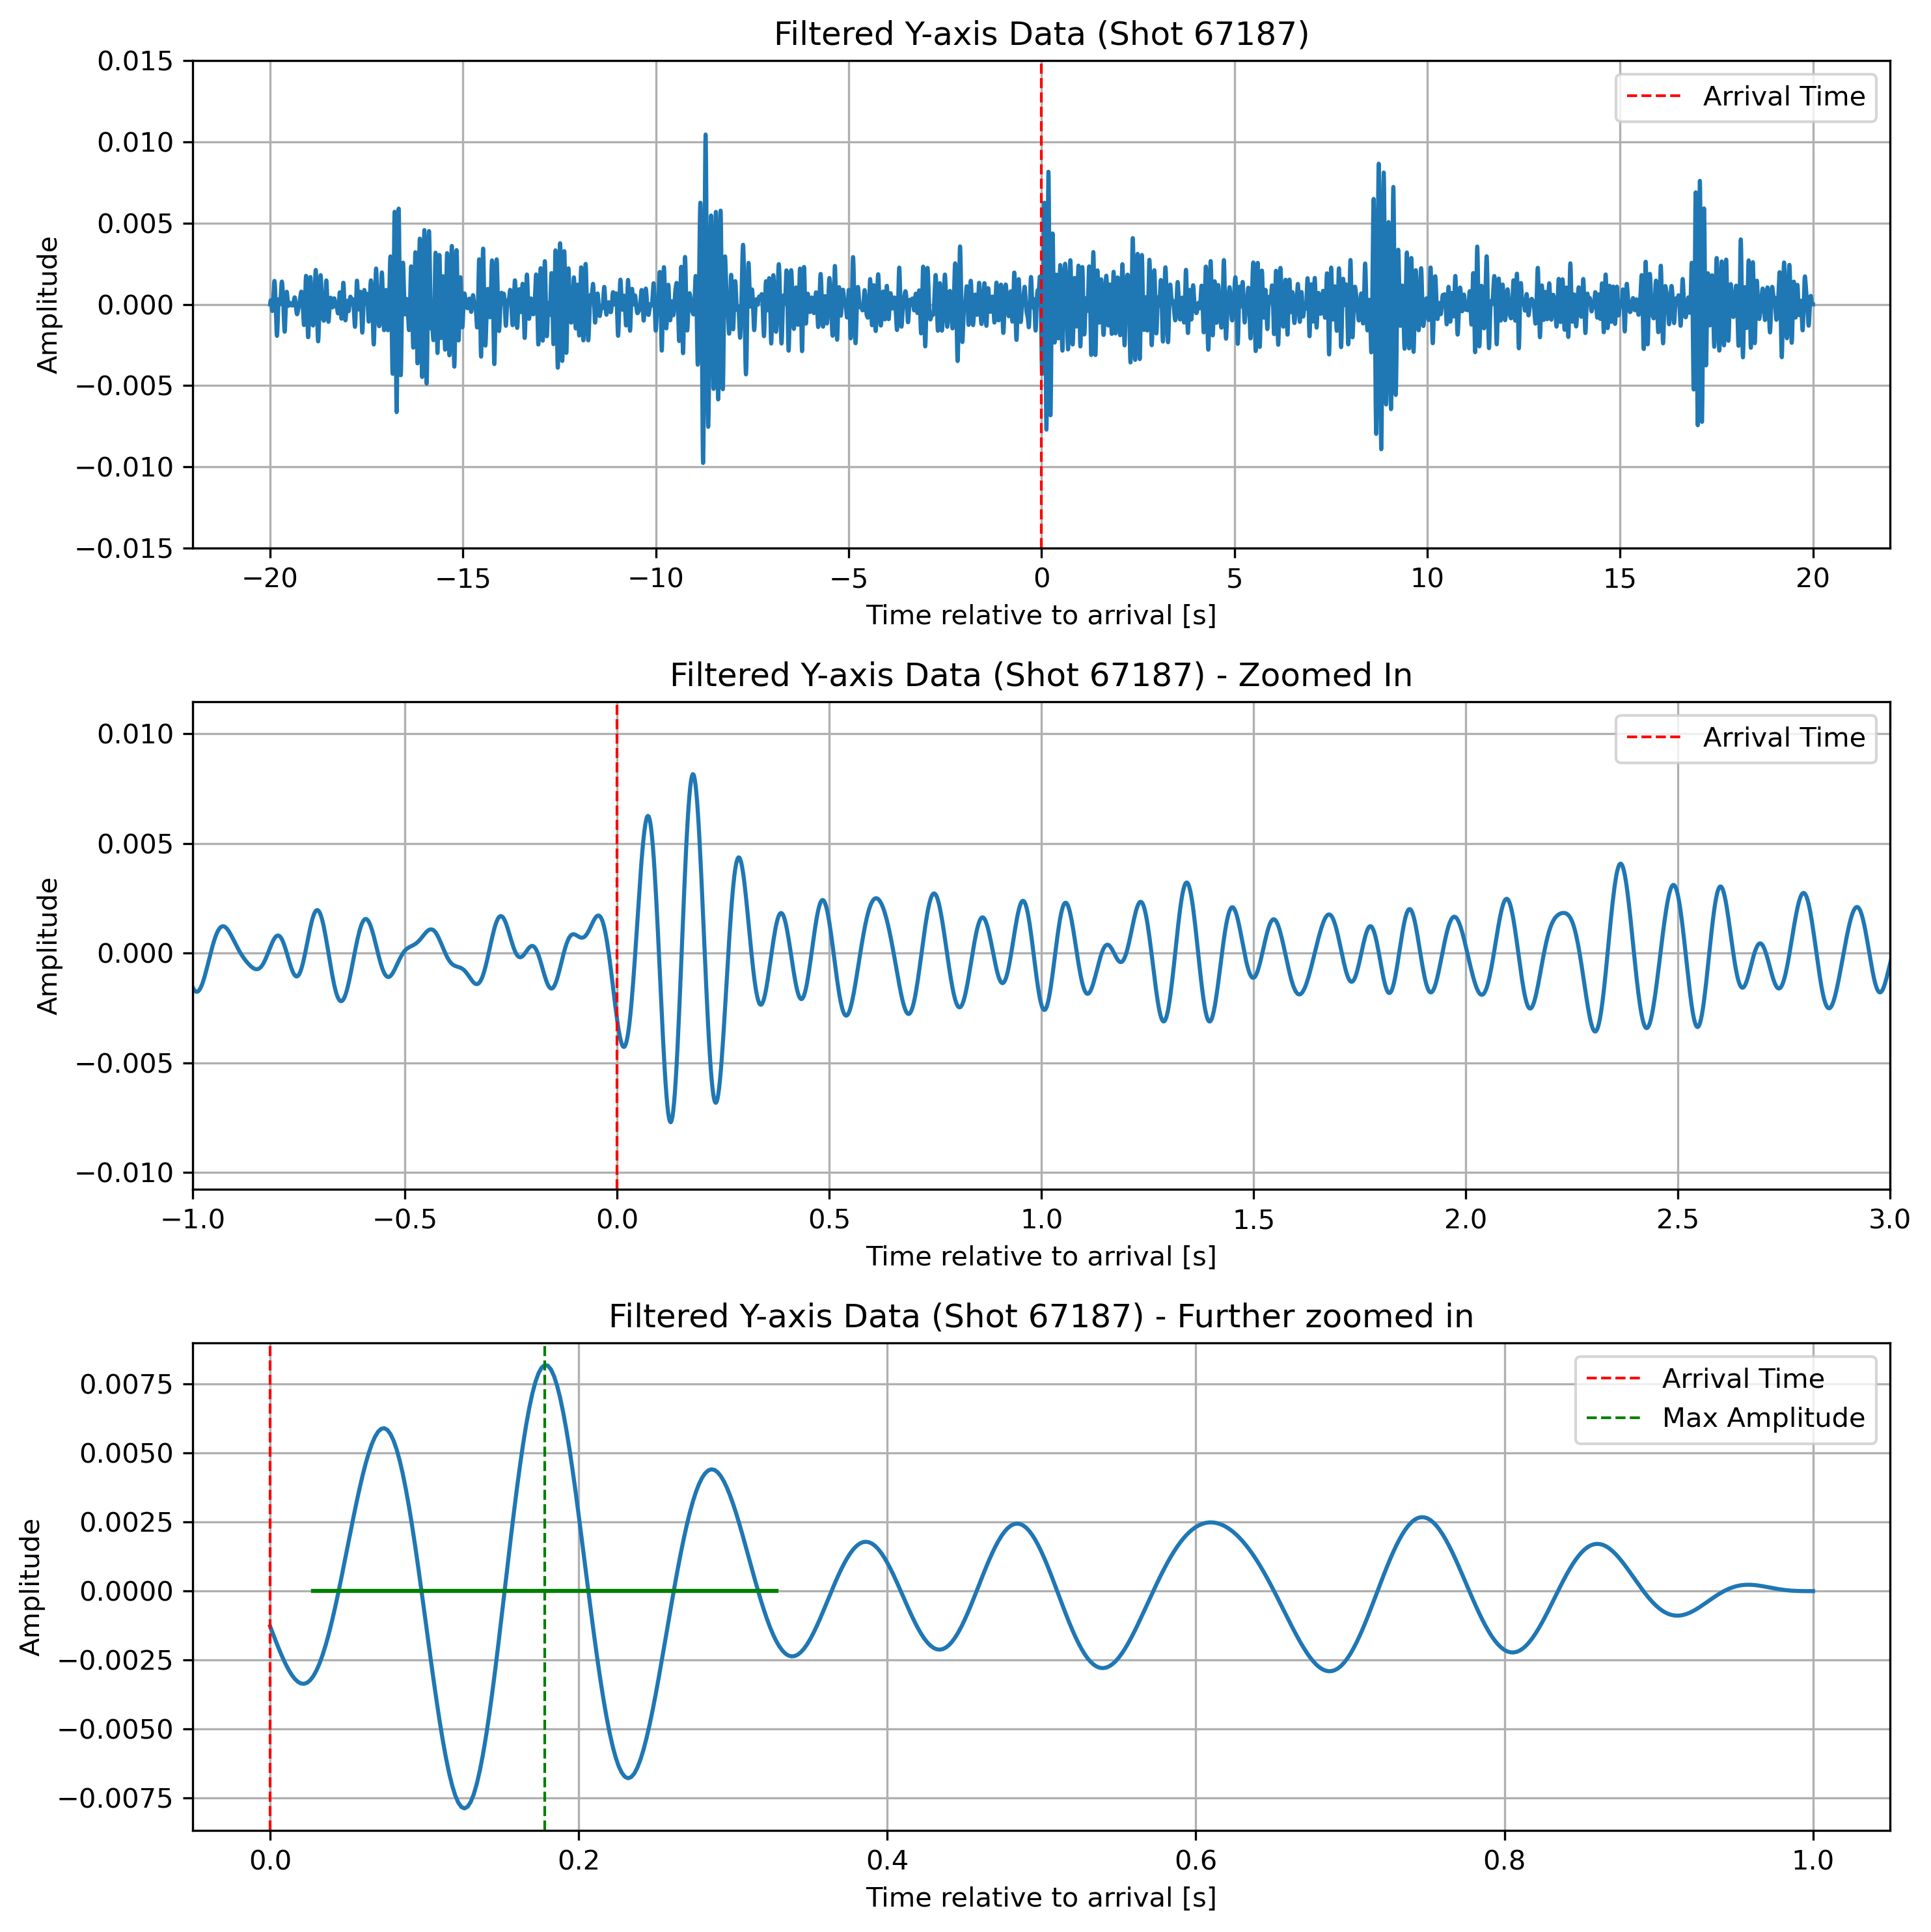 Filtered Y-axis Data (Shot 67187)
0.015
0.010
0.005
0.000
−0.005
−0.010
−0.015
Amplitude
Arrival Time
−20 −15 −10 −5 0 5 10 15 20
Time relative to arrival [s]
Filtered Y-axis Data (Shot 67187) - Zoomed In
0.010
0.005
0.000
−0.005
−0.010
Amplitude
Arrival Time
−1.0 −0.5 0.0 0.5 1.0 1.5 2.0 2.5 3.0
Time relative to arrival [s]
Filtered Y-axis Data (Shot 67187) - Further zoomed in
0.0075
0.0050
0.0025
0.0000
−0.0025
−0.0050
−0.0075
Amplitude
Arrival Time
Max Amplitude
0.0 0.2 0.4 0.6 0.8 1.0
Time relative to arrival [s]